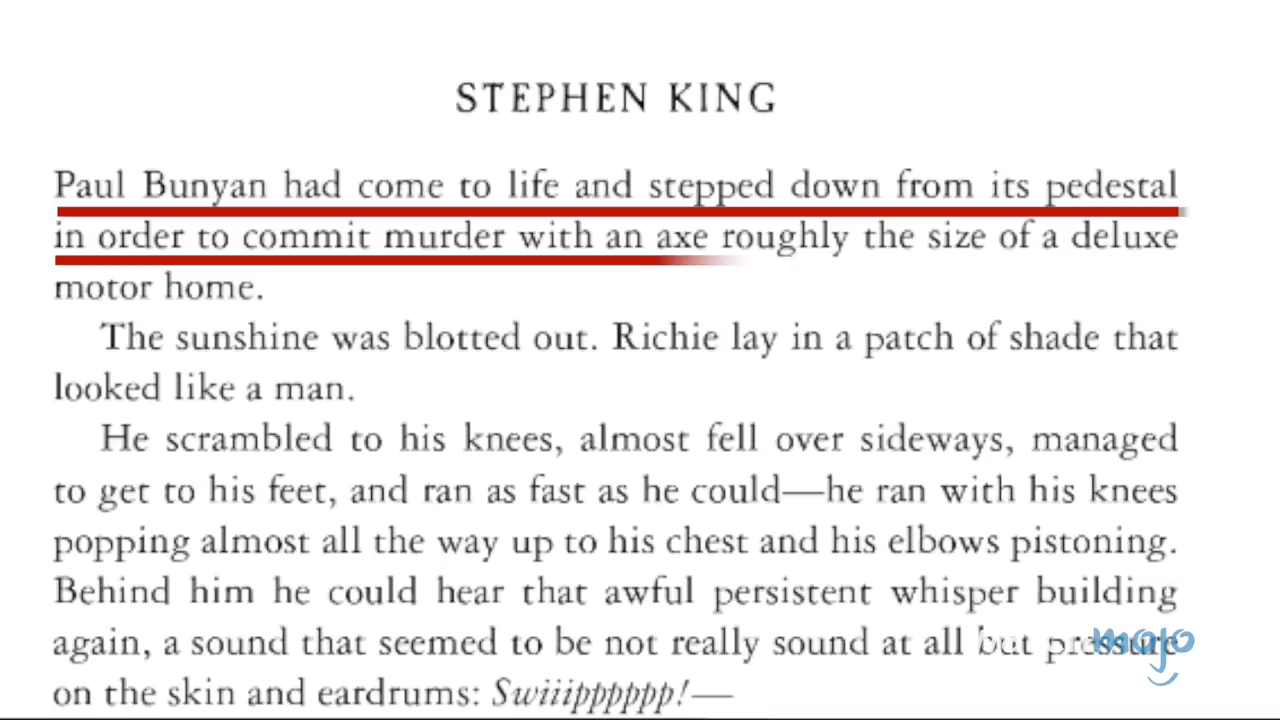 STEPHEN KING
Paul Bunyan had come to life and stepped down from its pedestal
in order to commit murder with an axe roughly the size of a deluxe
motor home.
The sunshine was blotted out. Richie lay in a patch of shade that
looked like a man.
He scrambled to his knees, almost fell over sideways, managed
to get to his feet, and ran as fast as he could—he ran with his knees
popping almost all the way up to his chest and his elbows pistoning.
Behind him he could hear that awful persistent whisper building
again, a sound that seemed to be not really sound at all but pressure
on the skin and eardrums: Swiiipppppp!—
mojo